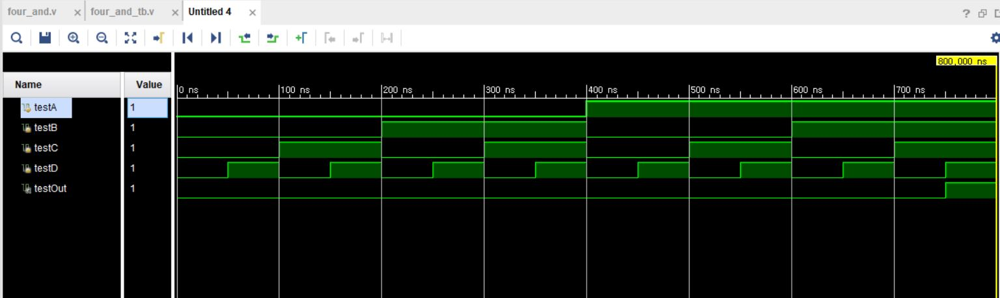 four_and.v four_and_tb.v Untitled 4
800,000 ns
Name Value
0 ns 100 ns 200 ns 300 ns 400 ns 500 ns 600 ns 700 ns
testA 1
testB 1
testC 1
testD 1
testOut 1